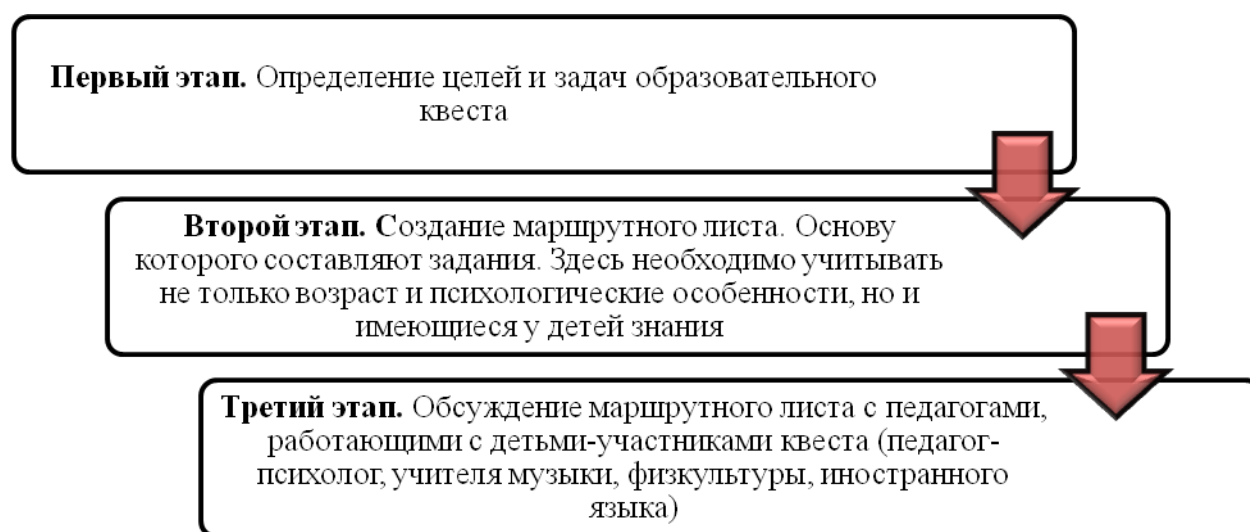 Первый этап. Определение целей и задач образовательного
квеста
Второй этап. Создание маршрутного листа. Основу
которого составляют задания. Здесь необходимо учитывать
не только возраст и психологические особенности, но и
имеющиеся у детей знания
Третий этап. Обсуждение маршрутного листа с педагогами,
работающими с детьми-участниками квеста (педагог-
психолог, учителя музыки, физкультуры, иностранного
языка)